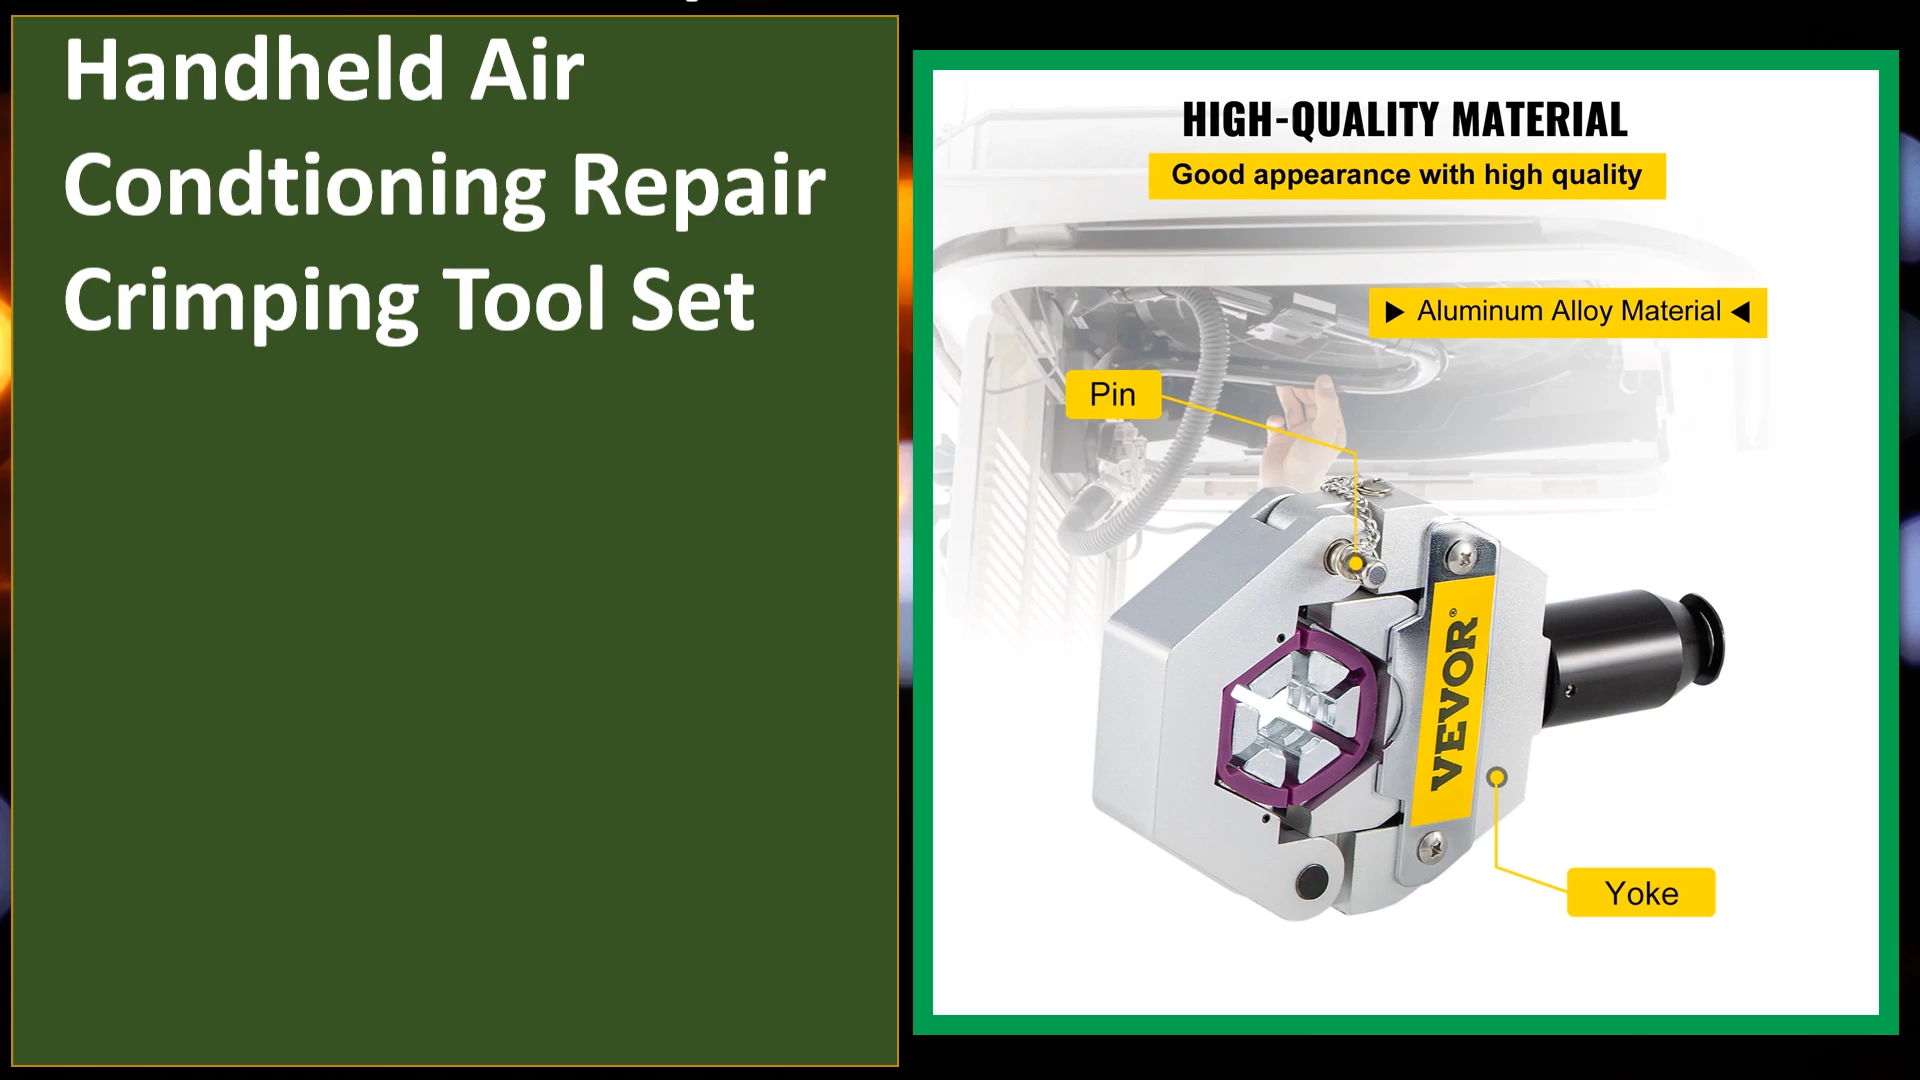 Handheld Air
Condtioning Repair
Crimping Tool Set
HIGH-QUALITY MATERIAL
Good appearance with high quality
Aluminum Alloy Material
Pin
VEVOR®
Yoke